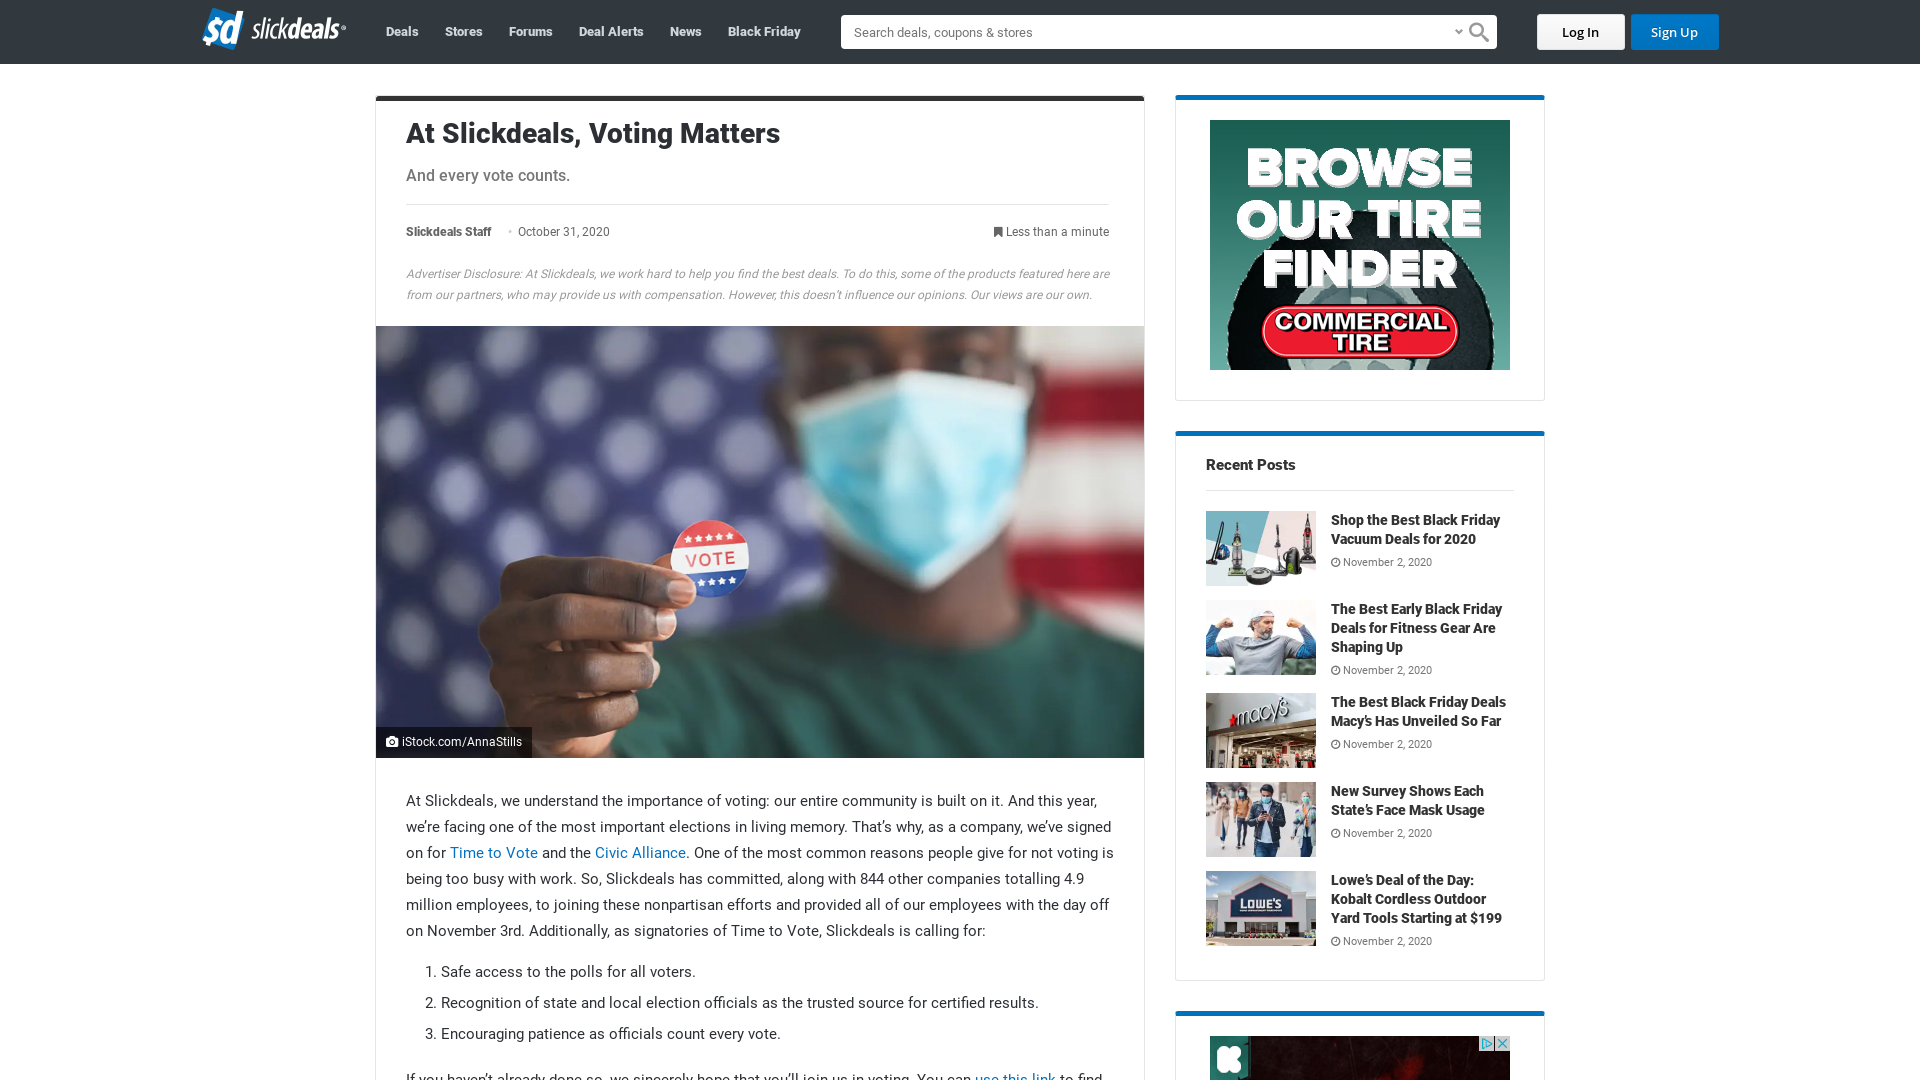 sd slickdeals
Deals
Stores
Forums
Deal Alerts
News
Black Friday
Search deals, coupons & stores
Log In
Sign Up
At Slickdeals, Voting Matters
And every vote counts.
Slickdeals Staff • October 31, 2020
Less than a minute
Advertiser Disclosure: At Slickdeals, we work hard to help you find the best deals. To do this, some of the products featured here are
from our partners, who may provide us with compensation. However, this doesn’t influence our opinions. Our views are our own.
VOTE
iStock.com/AnnaStills
At Slickdeals, we understand the importance of voting: our entire community is built on it. And this year,
we’re facing one of the most important elections in living memory. That’s why, as a company, we’ve signed
on for Time to Vote and the Civic Alliance. One of the most common reasons people give for not voting is
being too busy with work. So, Slickdeals has committed, along with 844 other companies totalling 4.9
million employees, to joining these nonpartisan efforts and provided all of our employees with the day off
on November 3rd. Additionally, as signatories of Time to Vote, Slickdeals is calling for:
1. Safe access to the polls for all voters.
2. Recognition of state and local election officials as the trusted source for certified results.
3. Encouraging patience as officials count every vote.
If you haven’t already done so, we sincerely hope that you’ll join us in voting. You can use this link to find
BROWSE
OUR TIRE
FINDER
COMMERCIAL
TIRE
Recent Posts
Shop the Best Black Friday
Vacuum Deals for 2020
November 2, 2020
The Best Early Black Friday
Deals for Fitness Gear Are
Shaping Up
November 2, 2020
macy's
The Best Black Friday Deals
Macy’s Has Unveiled So Far
November 2, 2020
New Survey Shows Each
State’s Face Mask Usage
November 2, 2020
LOWE'S
Lowe’s Deal of the Day:
Kobalt Cordless Outdoor
Yard Tools Starting at $199
November 2, 2020